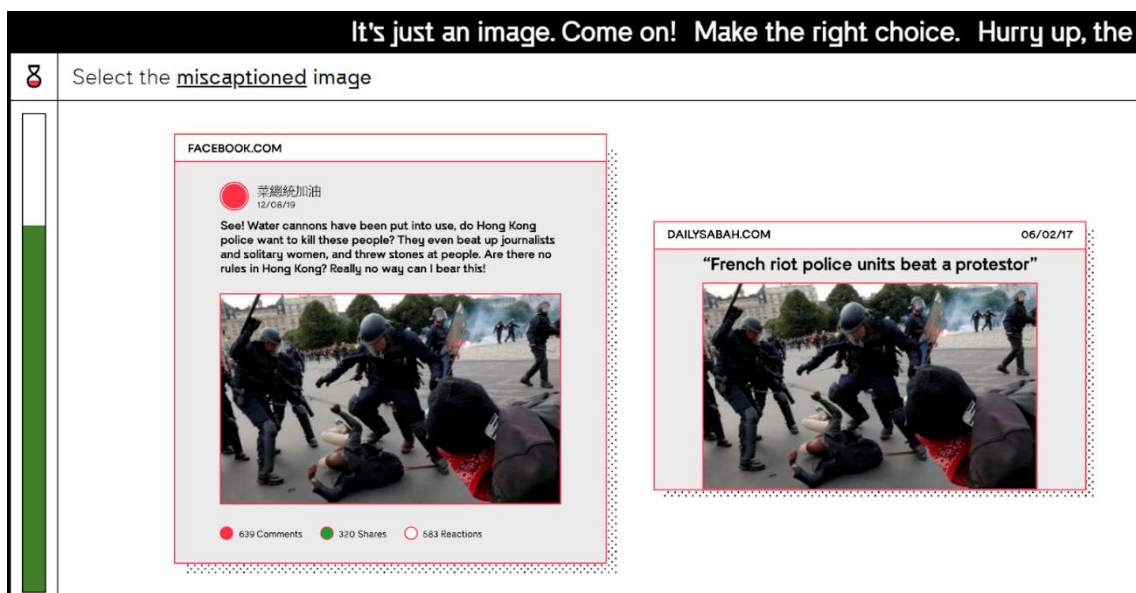 It's just an image. Come on! Make the right choice. Hurry up, the
Select the miscaptioned image
FACEBOOK.COM
菜總統加油
12/08/19
See! Water cannons have been put into use, do Hong Kong
police want to kill these people? They even beat up journalists
and solitary women, and threw stones at people. Are there no
rules in Hong Kong? Really no way can I bear this!
639 Comments 320 Shares 583 Reactions
DAILYSABAH.COM 06/02/17
“French riot police units beat a protestor”